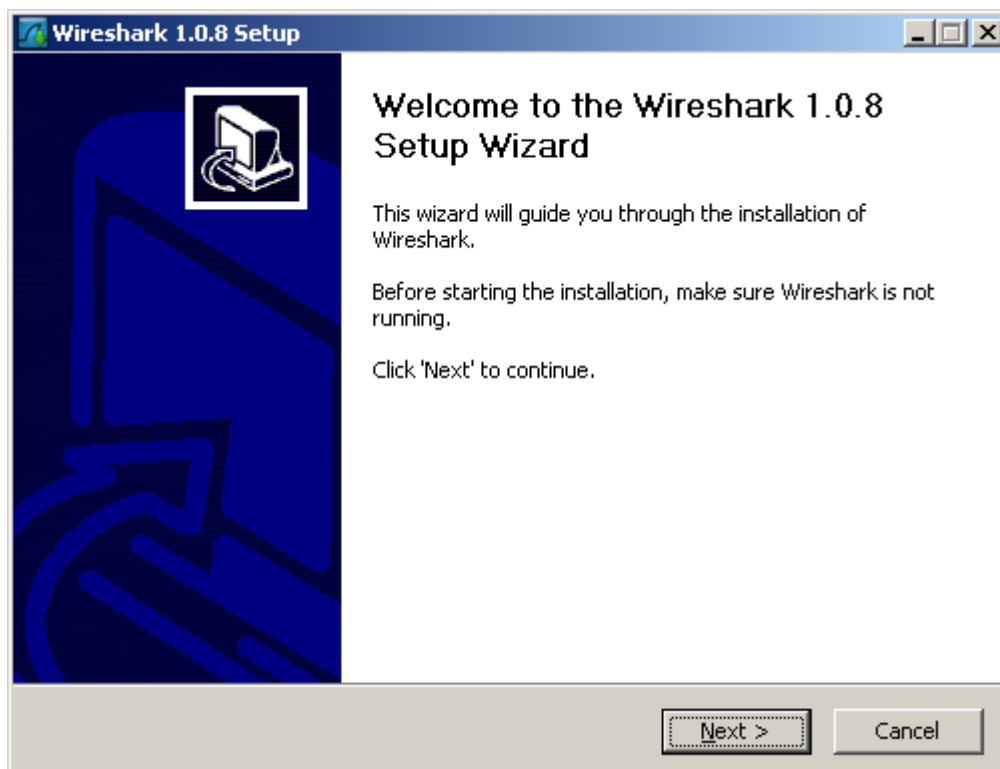 Wireshark 1.0.8 Setup
Welcome to the Wireshark 1.0.8
Setup Wizard
This wizard will guide you through the installation of
Wireshark.
Before starting the installation, make sure Wireshark is not
running.
Click 'Next' to continue.
Next >
Cancel